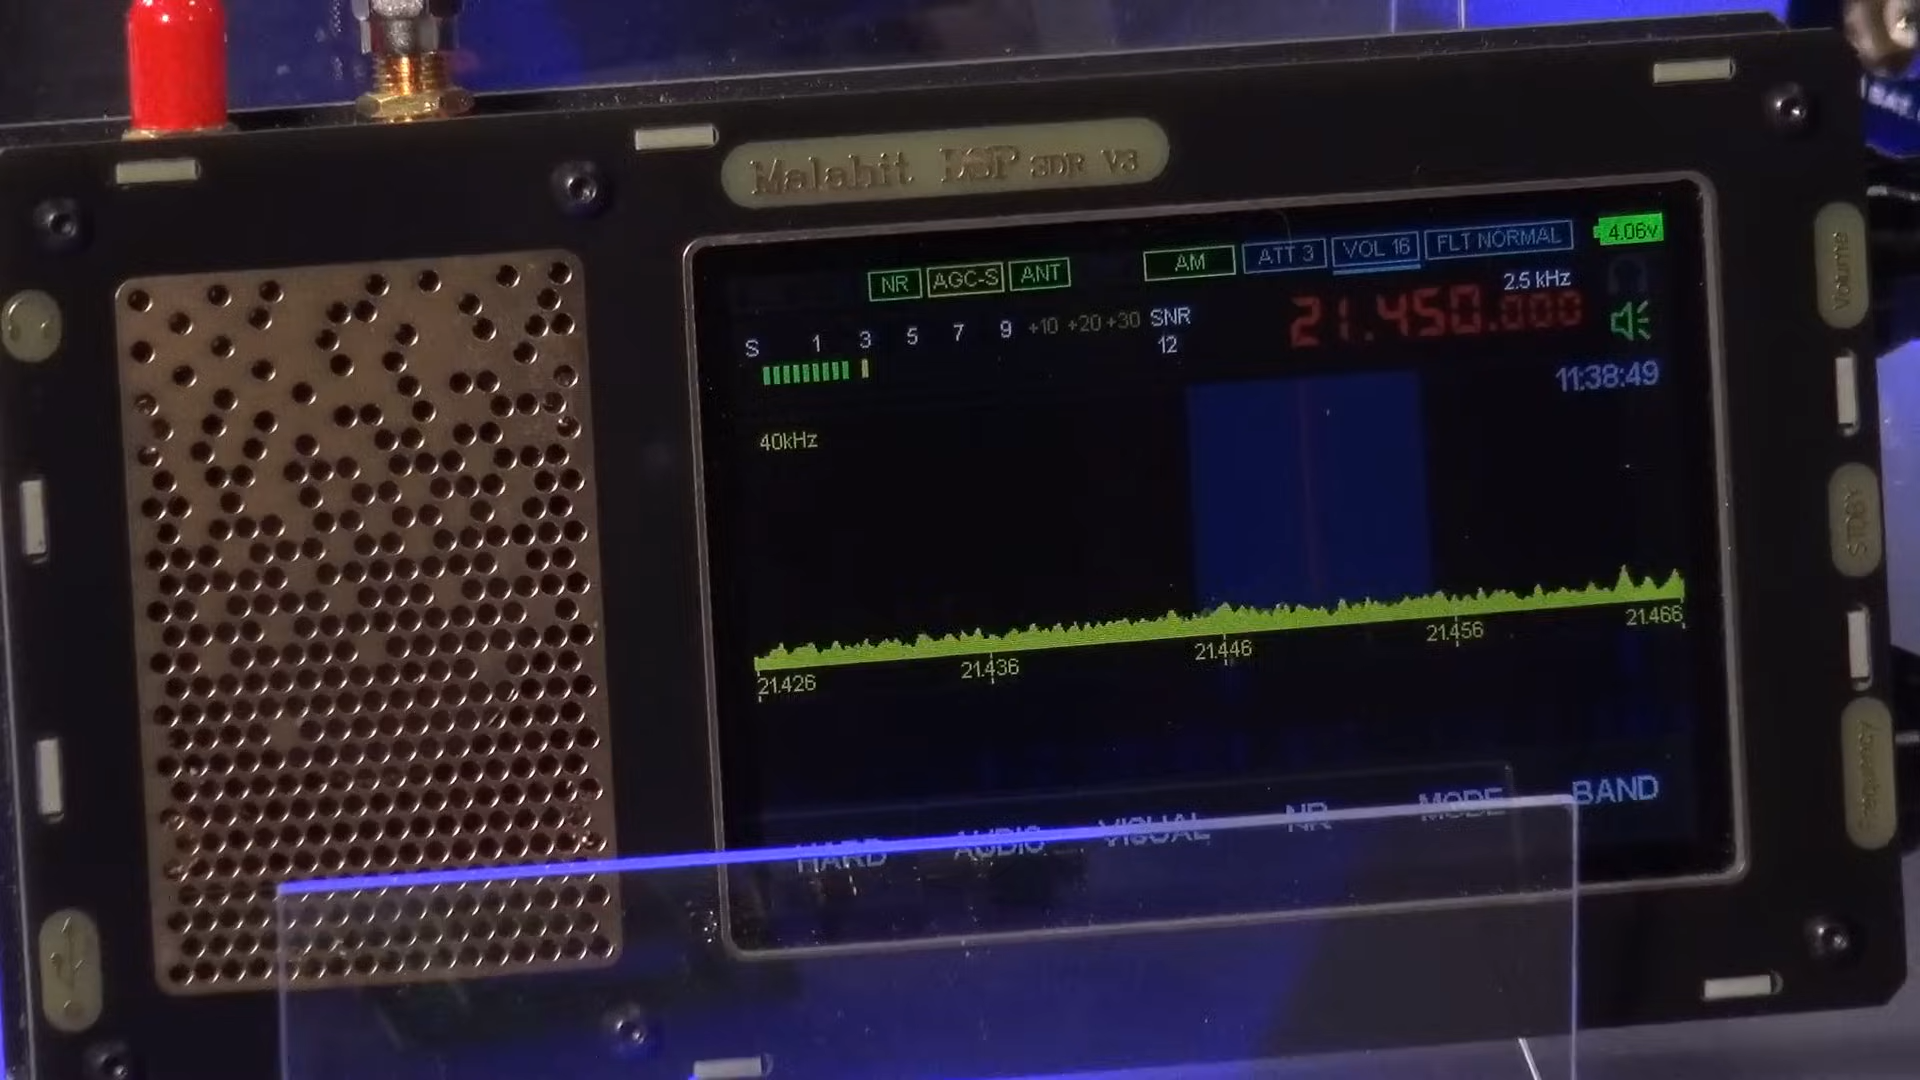 Malahit DSP SDR V3
NR AGC-S ANT AM ATT 3 VOL 16 FLT NORMAL 4.06v
2.5 kHz
S 1 3 5 7 9 +10 +20 +30 SNR 21.450.000
12
11:38:49
40kHz
21.426 21.436 21.446 21.456 21.466
HARD AUDIO VISUAL NR MODE BAND
Volume
STDBY
Frequency